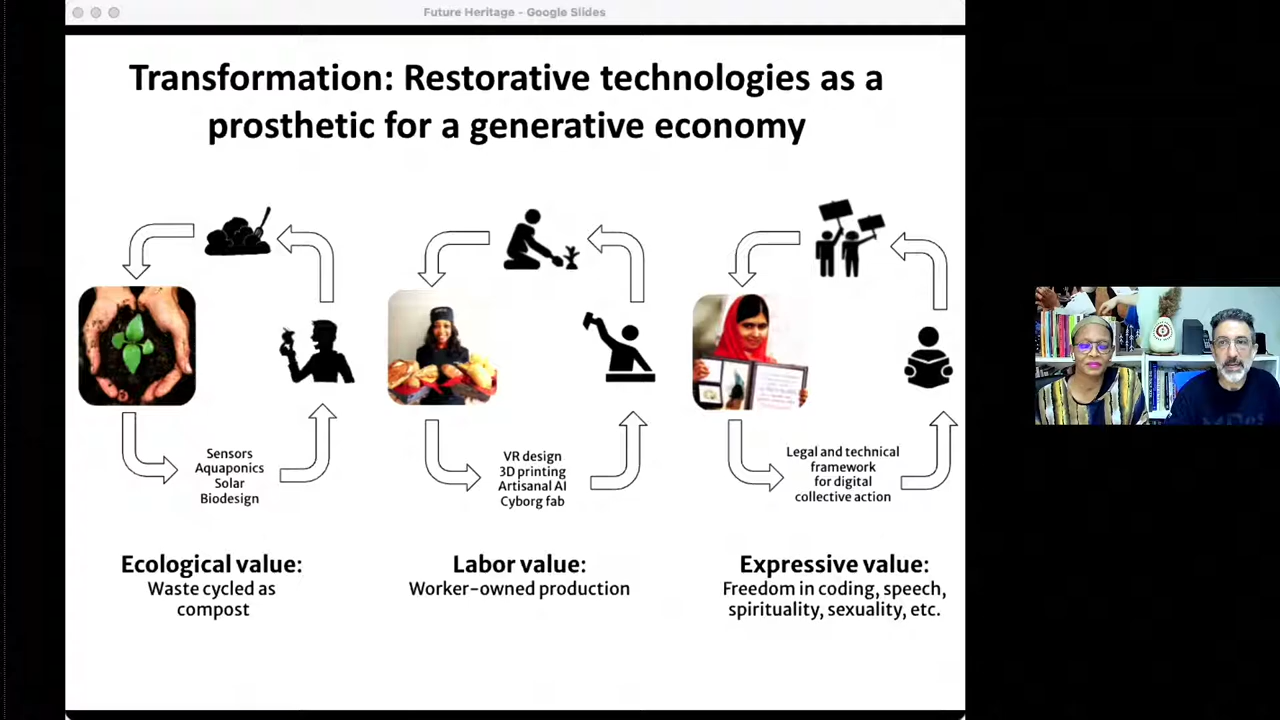 Future Heritage - Google Slides
Transformation: Restorative technologies as a
prosthetic for a generative economy
Sensors
Aquaponics
Solar
Biodesign
VR design
3D printing
Artisanal AI
Cyborg fab
Legal and technical
framework
for digital
collective action
Ecological value:
Waste cycled as
compost
Labor value:
Worker-owned production
Expressive value:
Freedom in coding, speech,
spirituality, sexuality, etc.